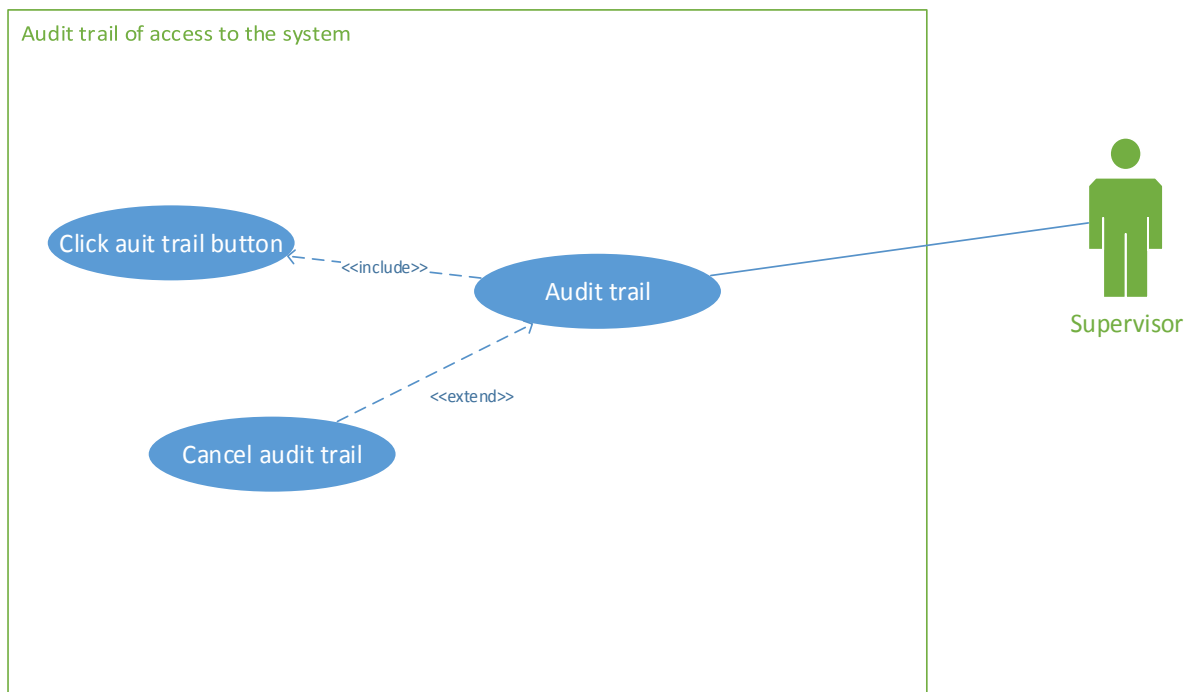 Audit trail of access to the system
Click auit trail button
<<include>>
Audit trail
Supervisor
<<extend>>
Cancel audit trail